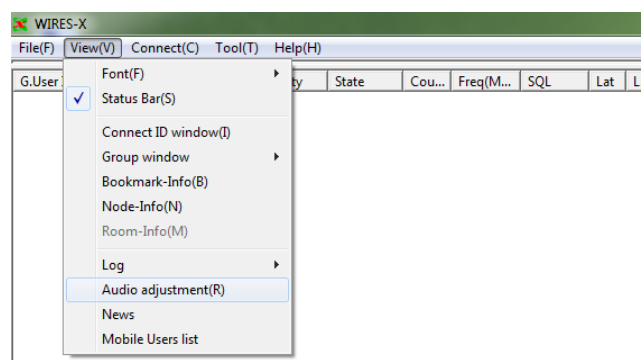 WIRES-X
File(F) View(V) Connect(C) Tool(T) Help(H)
G.User ty State Cou... Freq(M... SQL Lat L
Font(F)
Status Bar(S)
Connect ID window(I)
Group window
Bookmark-Info(B)
Node-Info(N)
Room-Info(M)
Log
Audio adjustment(R)
News
Mobile Users list